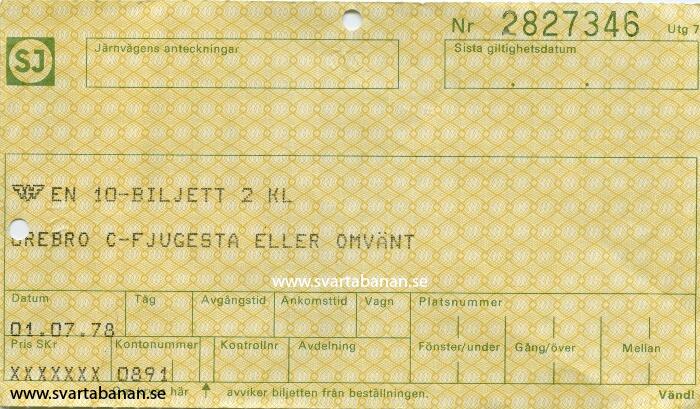 Nr 2827346 Utg 7
SJ
Järnvägens anteckningar
Sista giltighetsdatum
EN 10-BILJETT 2 KL
ÖREBRO C-FJUGESTA ELLER OMVÄNT
www.svartabanan.se
Datum Tåg Avgångstid Ankomsttid Vagn Platsnummer
01.07.78
Pris SKr Kontonummer Kontrollnr Avdelning Fönster/under Gång/över Mellan
XXXXXXX 0891
www.svartabanan.se här avviker biljetten från beställningen. Vänd!